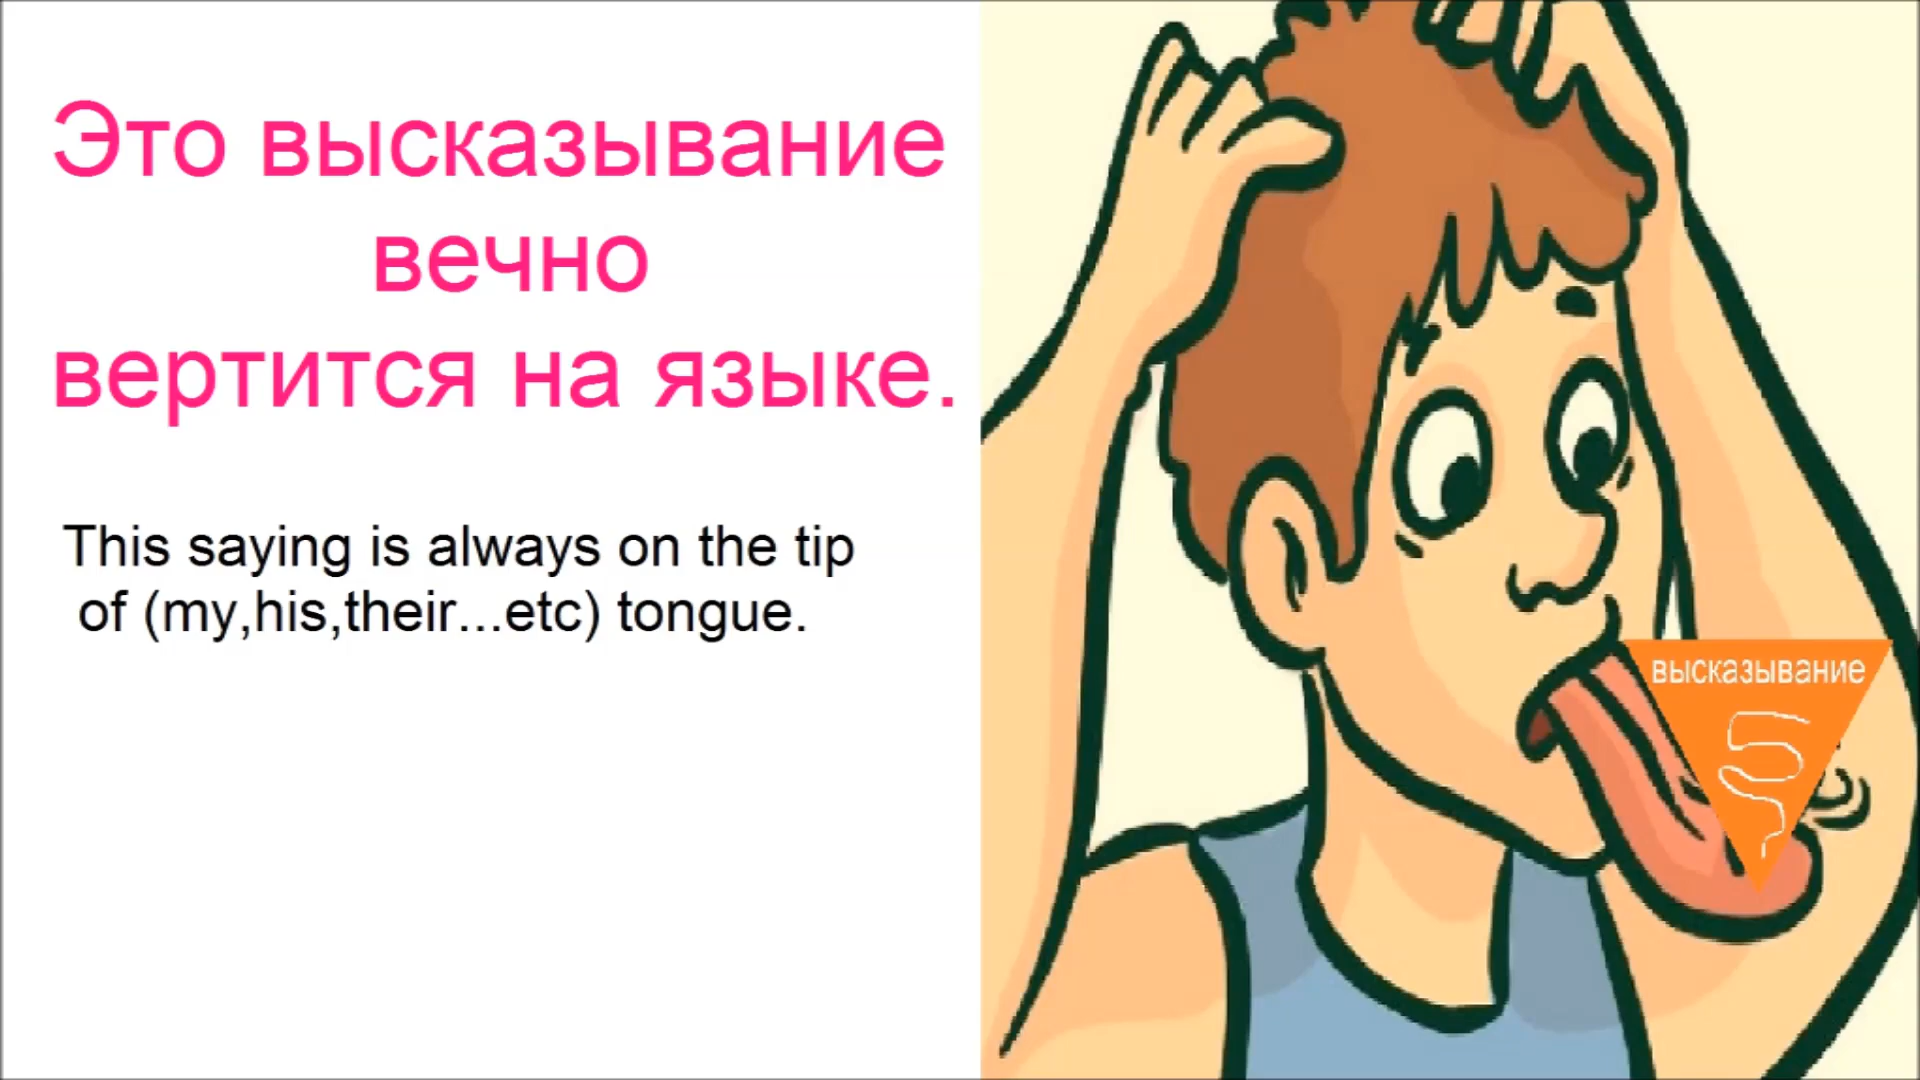 Это высказывание
вечно
вертится на языке.
This saying is always on the tip
of (my,his,their...etc) tongue.
высказывание